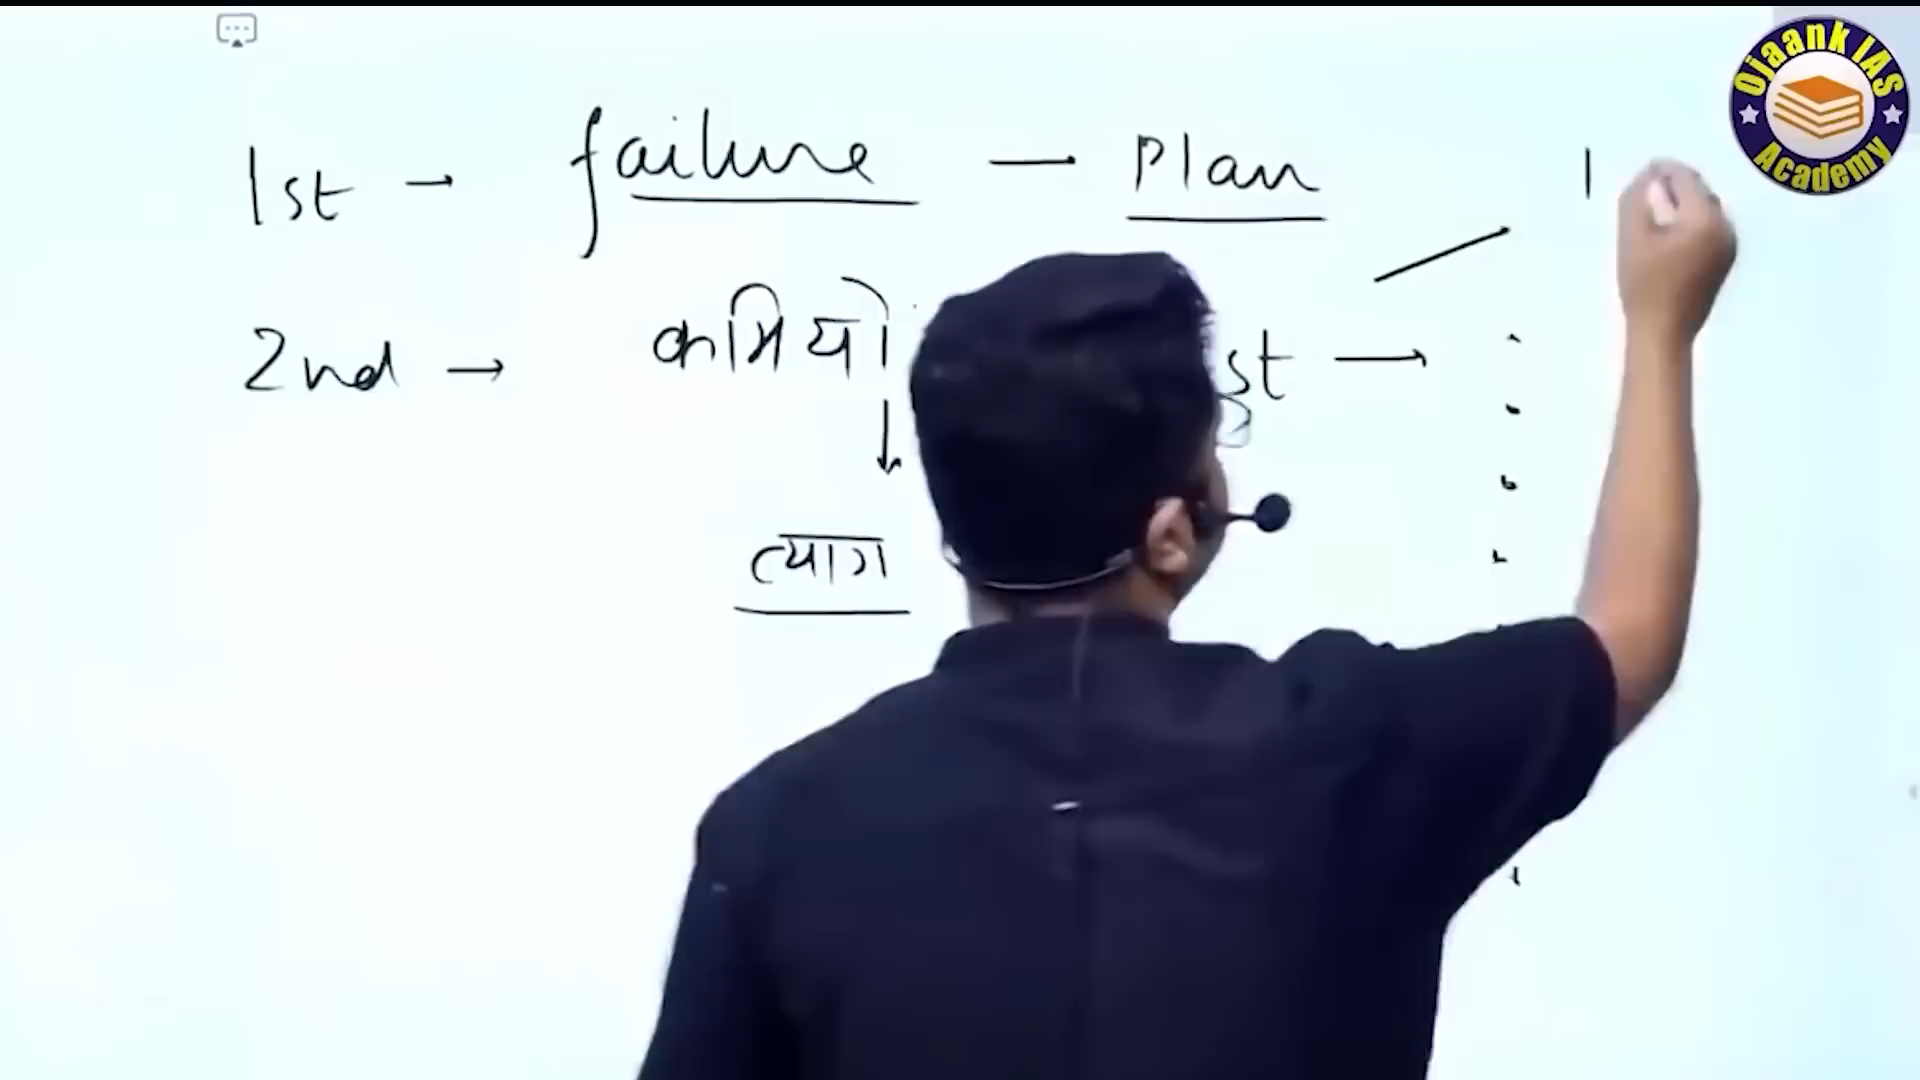 Ojaank IAS Academy
1st - failure - Plan
2nd → कमियों st →
↓
त्याग